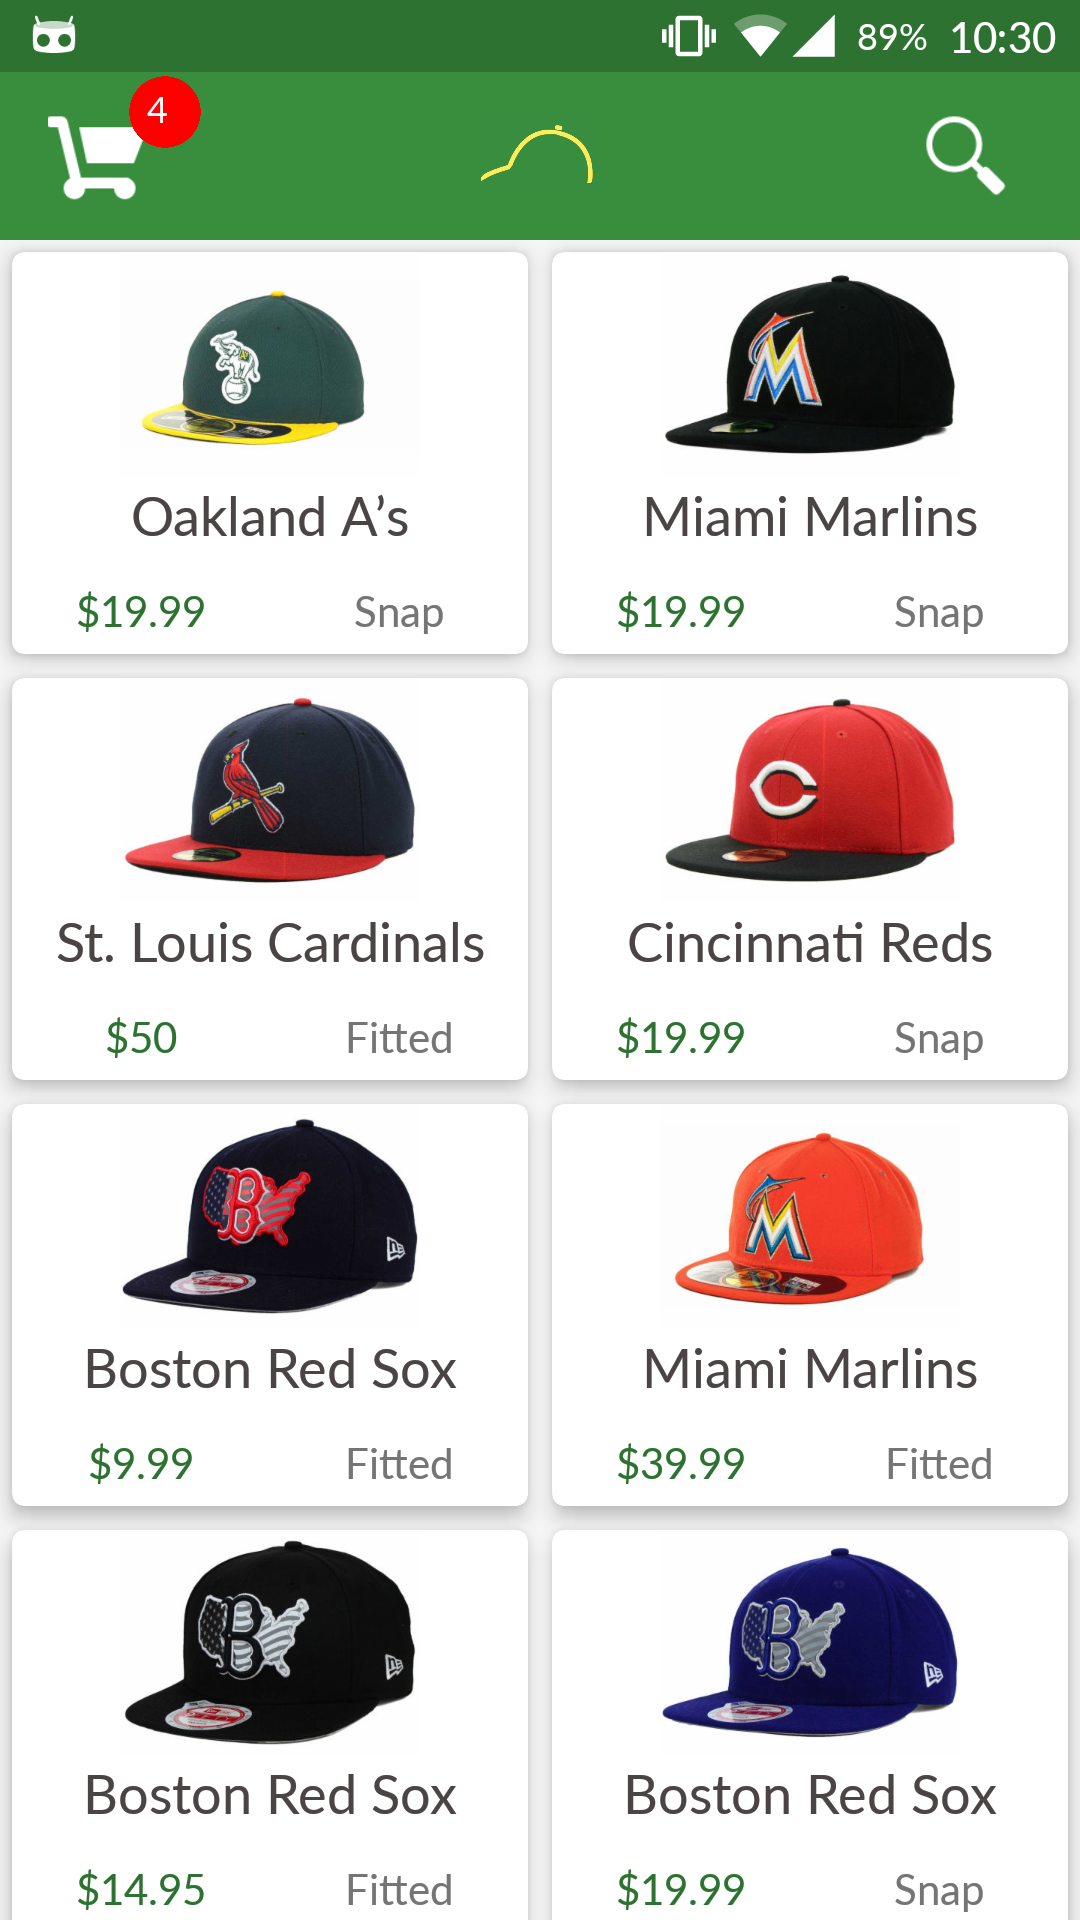 89% 10:30
4
Oakland A’s
$19.99 Snap
Miami Marlins
$19.99 Snap
St. Louis Cardinals
$50 Fitted
Cincinnati Reds
$19.99 Snap
Boston Red Sox
$9.99 Fitted
Miami Marlins
$39.99 Fitted
Boston Red Sox
$14.95 Fitted
Boston Red Sox
$19.99 Snap